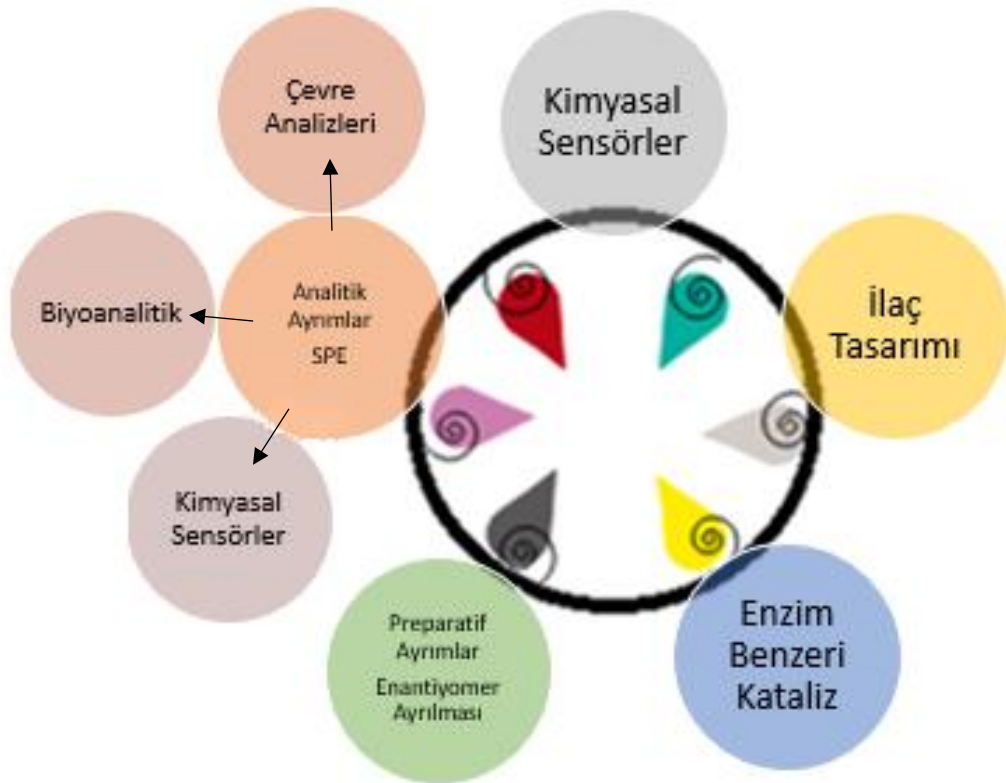 Çevre
Analizleri
Kimyasal
Sensörler
Biyoanalitik
Analitik
Ayrımlar
SPE
İlaç
Tasarımı
Kimyasal
Sensörler
Preparatif
Ayrımlar
Enantiyomer
Ayrılması
Enzim
Benzeri
Kataliz